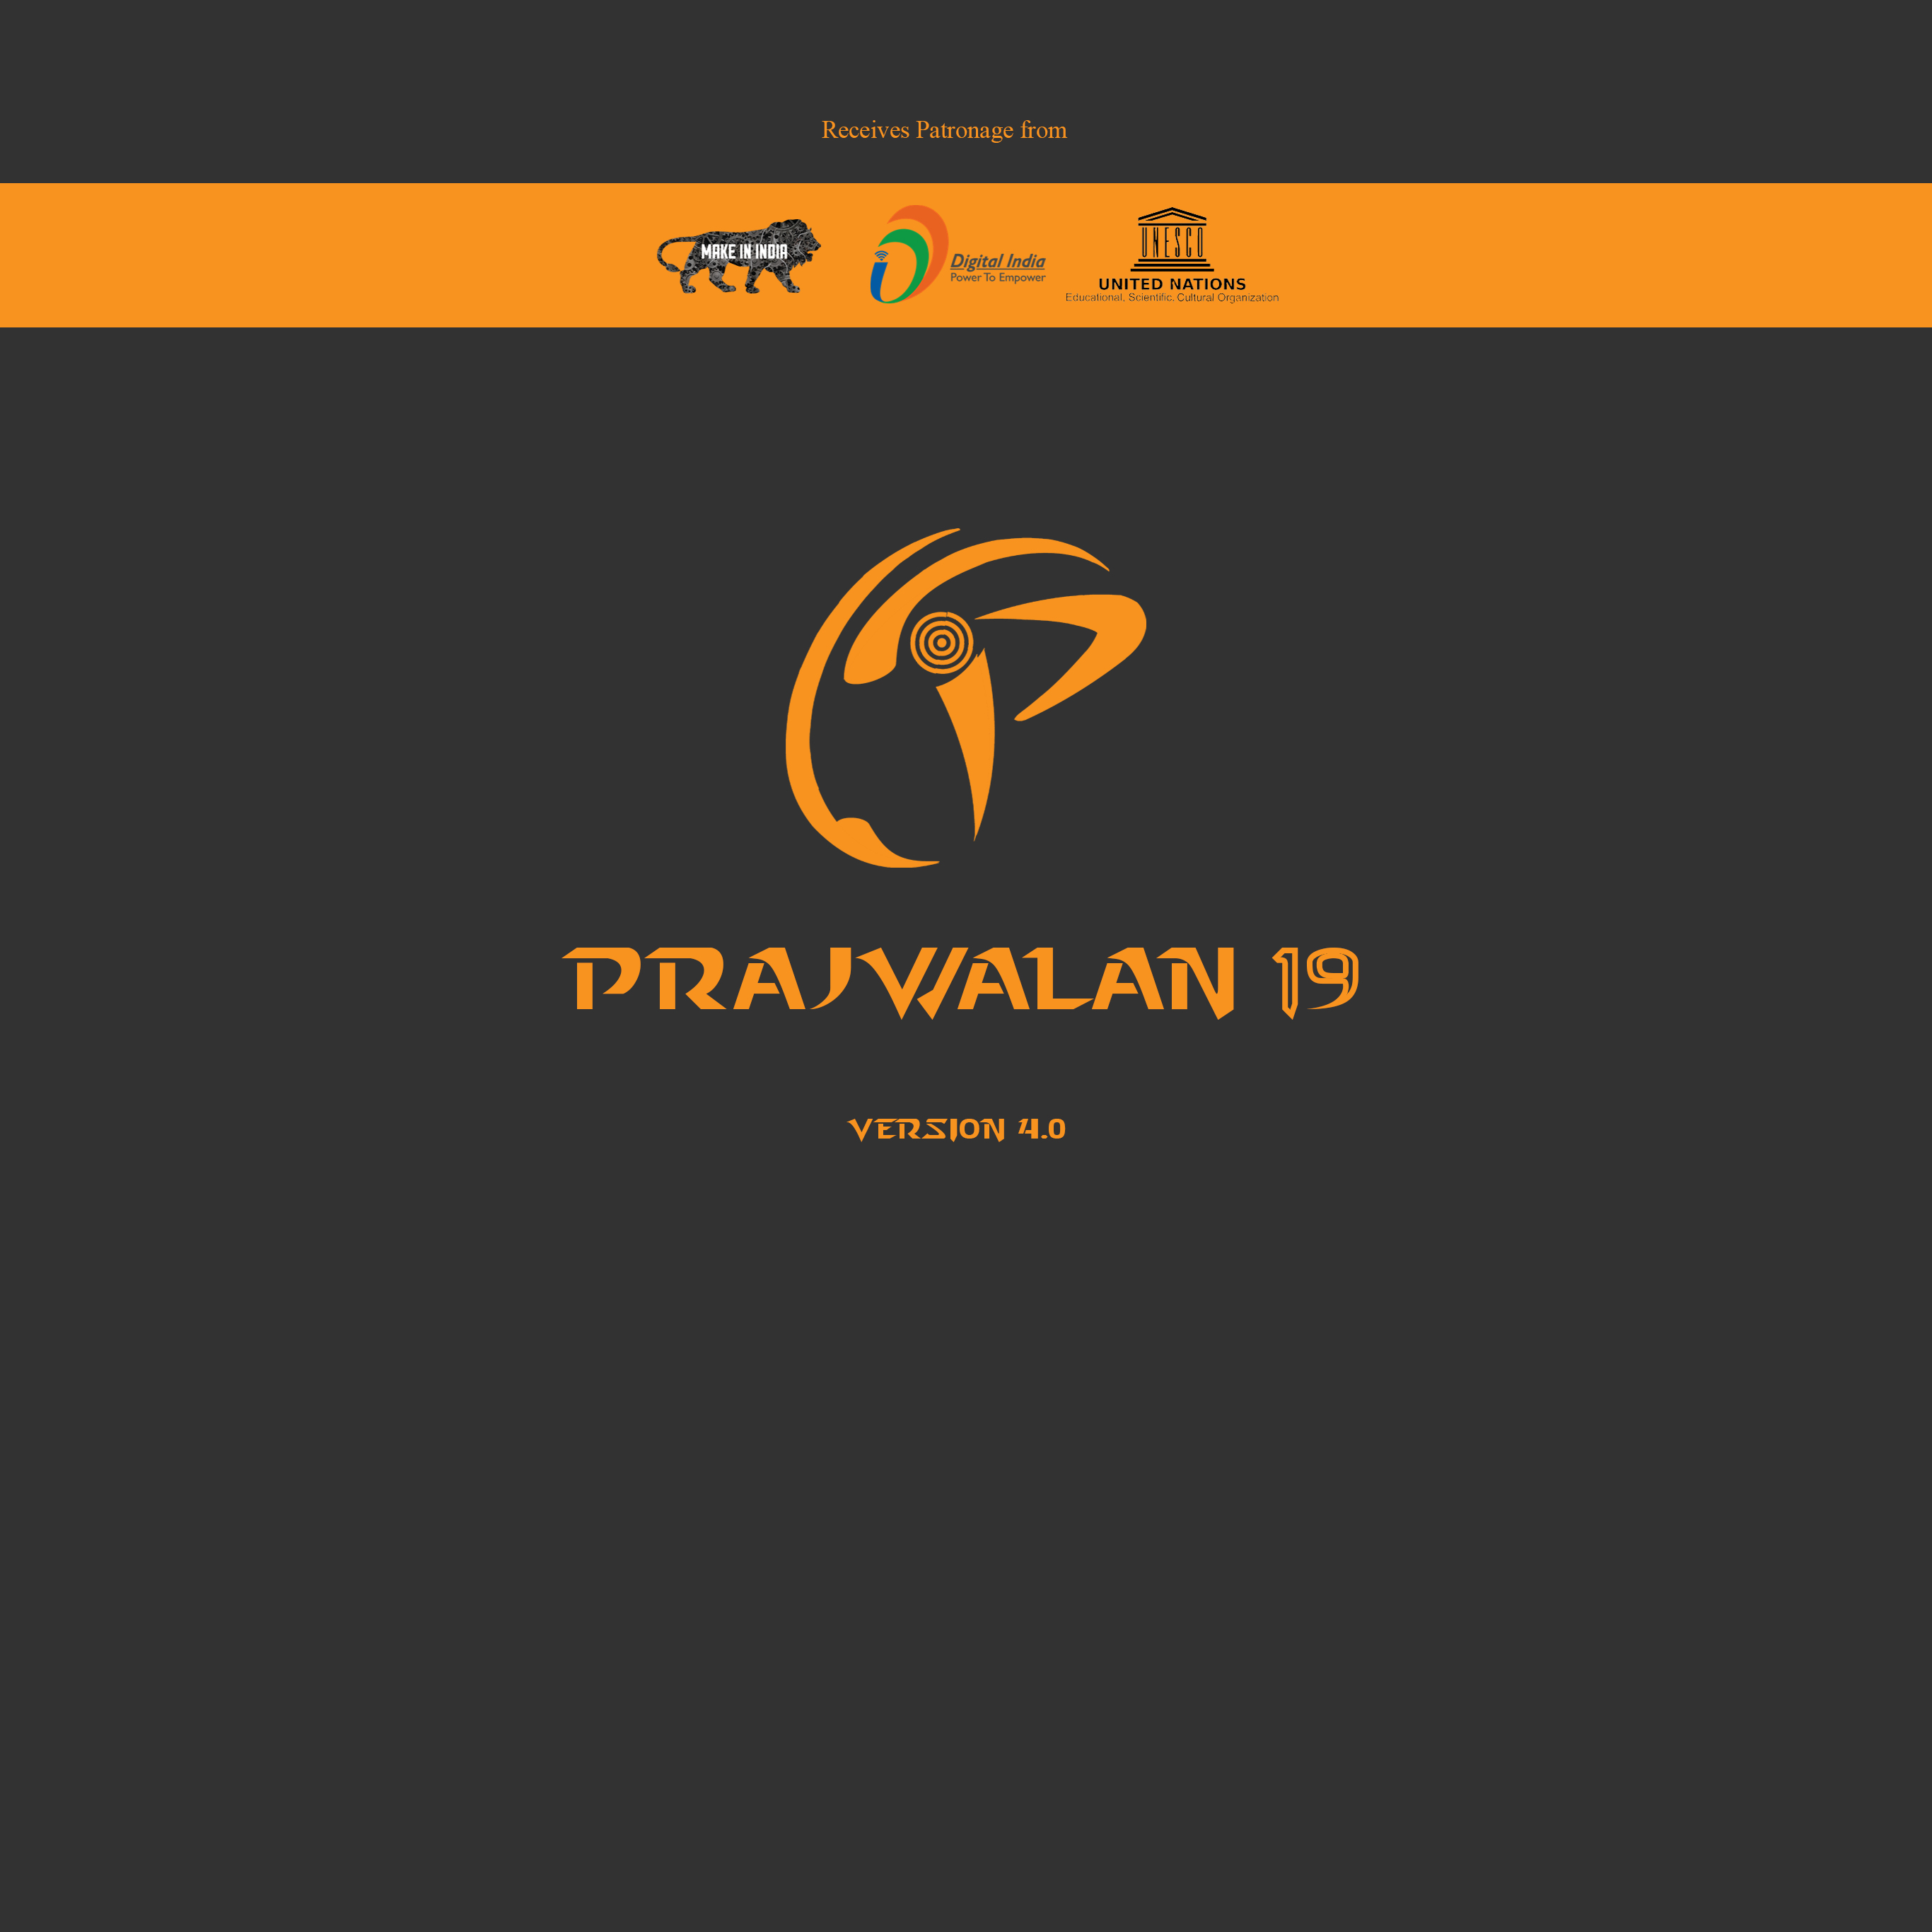 Receives Patronage from
MAKE IN INDIA
Digital India
Power To Empower
UNESCO
UNITED NATIONS
Educational, Scientific. Cultural Organization
PRAJWALAN 19
VERSION 4.0